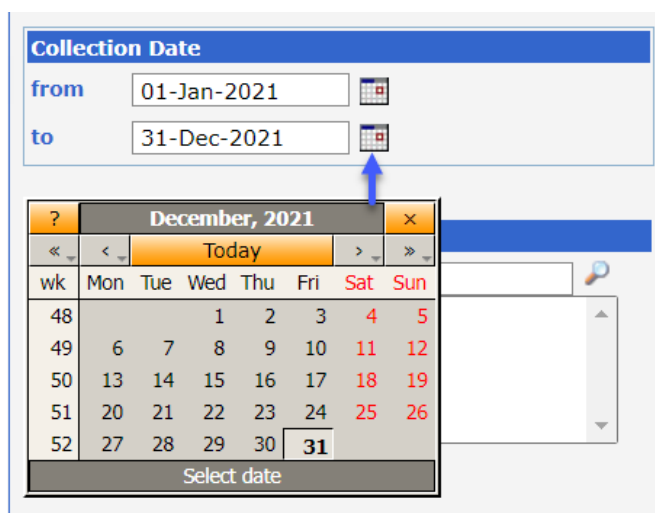 Collection Date
from 01-Jan-2021
to 31-Dec-2021
? December, 2021 ×
« ‹ Today › »
wk Mon Tue Wed Thu Fri Sat Sun
48 1 2 3 4 5
49 6 7 8 9 10 11 12
50 13 14 15 16 17 18 19
51 20 21 22 23 24 25 26
52 27 28 29 30 31
Select date